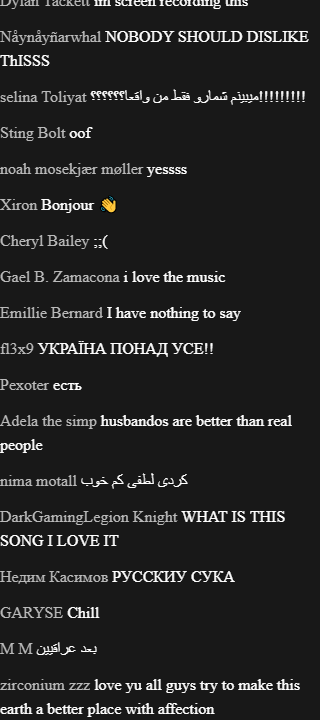 Dylan Tackett im screen recording this
Nåynåyñarwhal NOBODY SHOULD DISLIKE
ThISSS
selina Toliyat میبینم شمارو فقط من واقعا؟؟؟؟؟؟!!!!!!!!!
Sting Bolt oof
noah mosekjær møller yessss
Xiron Bonjour 👋
Cheryl Bailey ;;(
Gael B. Zamacona i love the music
Emillie Bernard I have nothing to say
fl3x9 УКРАЇНА ПОНАД УСЕ!!
Pexoter есть
Adela the simp husbandos are better than real
people
nima motall کردی لطفی کم خوب
DarkGamingLegion Knight WHAT IS THIS
SONG I LOVE IT
Недим Касимов РУССКИУ СУКА
GARYSE Chill
M M بعد عراقيين
zirconium zzz love yu all guys try to make this
earth a better place with affection